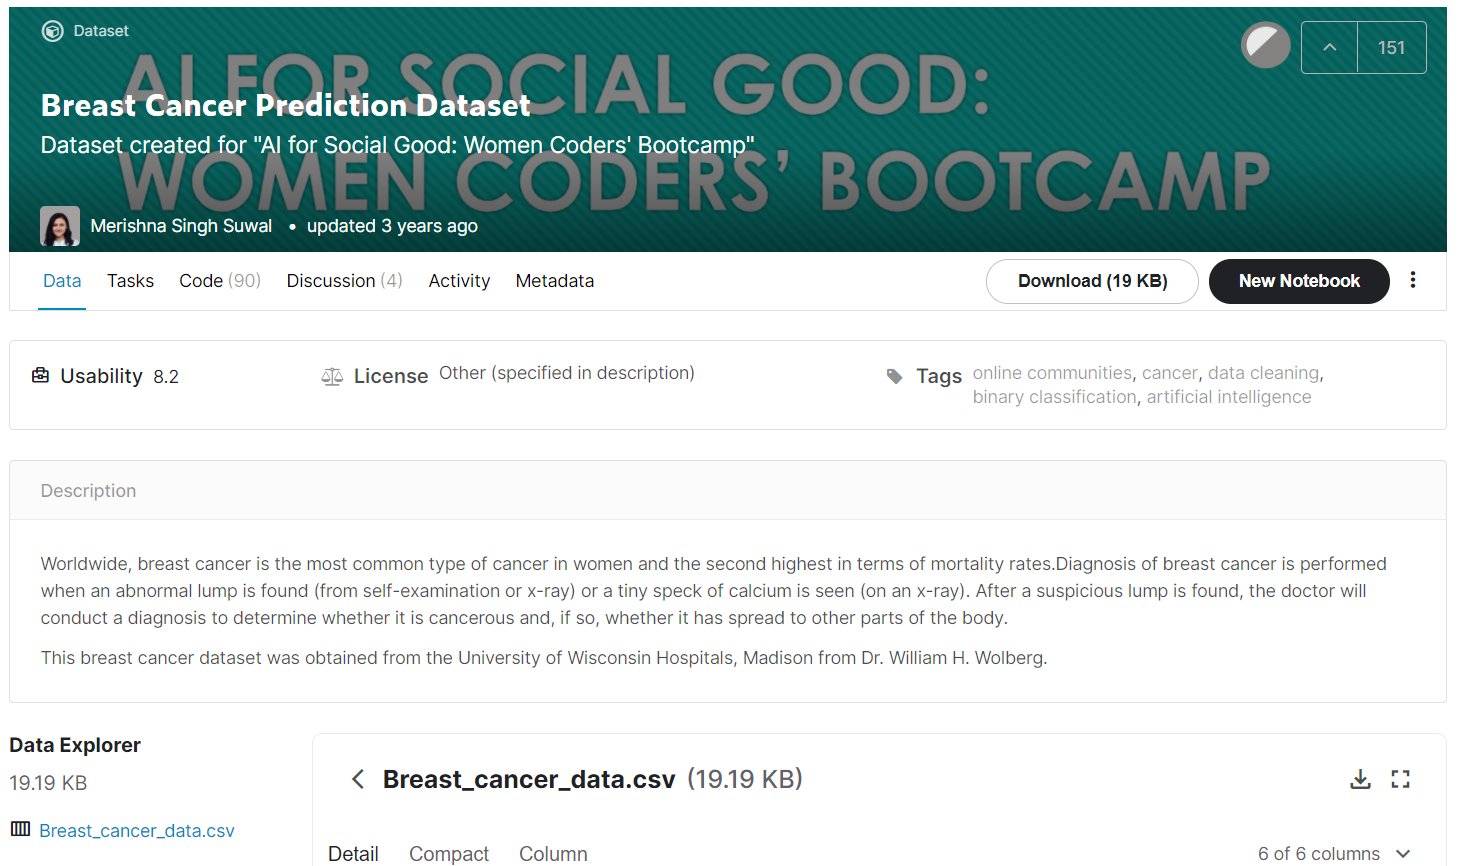 Dataset
AI FOR SOCIAL GOOD:
WOMEN CODERS' BOOTCAMP
151
Breast Cancer Prediction Dataset
Dataset created for "AI for Social Good: Women Coders' Bootcamp"
Merishna Singh Suwal • updated 3 years ago
Data Tasks Code (90) Discussion (4) Activity Metadata Download (19 KB) New Notebook
Usability 8.2 License Other (specified in description) Tags online communities, cancer, data cleaning,
binary classification, artificial intelligence
Description
Worldwide, breast cancer is the most common type of cancer in women and the second highest in terms of mortality rates.Diagnosis of breast cancer is performed
when an abnormal lump is found (from self-examination or x-ray) or a tiny speck of calcium is seen (on an x-ray). After a suspicious lump is found, the doctor will
conduct a diagnosis to determine whether it is cancerous and, if so, whether it has spread to other parts of the body.
This breast cancer dataset was obtained from the University of Wisconsin Hospitals, Madison from Dr. William H. Wolberg.
Data Explorer
19.19 KB
Breast_cancer_data.csv
Breast_cancer_data.csv (19.19 KB)
Detail Compact Column 6 of 6 columns